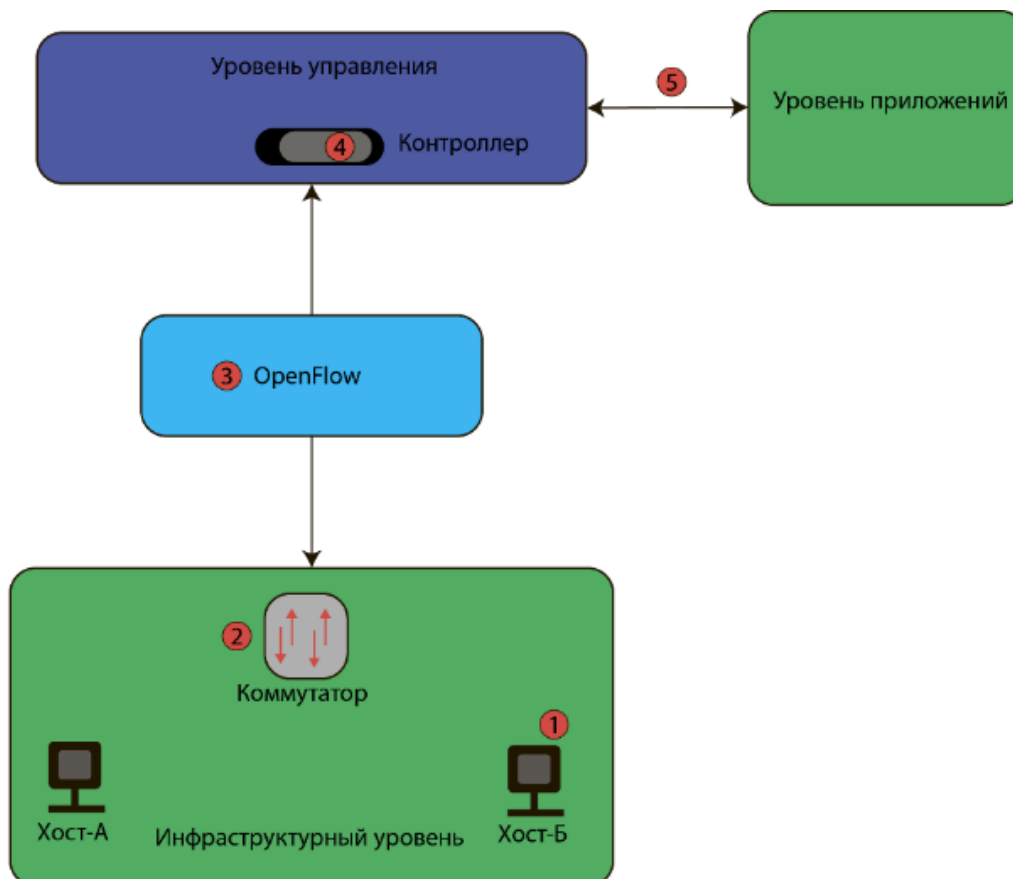 Уровень управления
5
Уровень приложений
4
Контроллер
3 OpenFlow
2
Коммутатор
1
Хост-А
Инфраструктурный уровень
Хост-Б